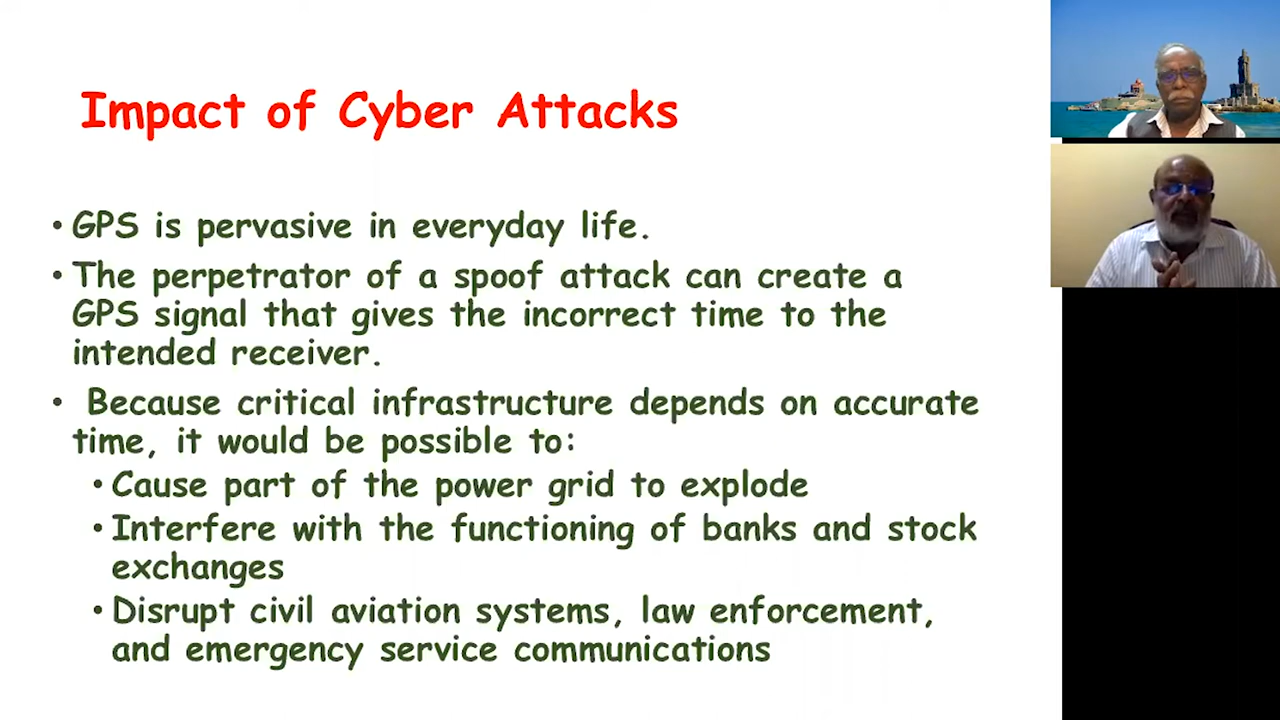 Impact of Cyber Attacks
• GPS is pervasive in everyday life.
• The perpetrator of a spoof attack can create a
GPS signal that gives the incorrect time to the
intended receiver.
• Because critical infrastructure depends on accurate
time, it would be possible to:
• Cause part of the power grid to explode
• Interfere with the functioning of banks and stock
exchanges
• Disrupt civil aviation systems, law enforcement,
and emergency service communications